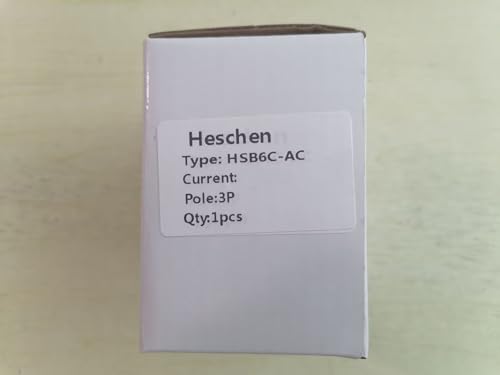 Heschen
Type: HSB6C-AC
Current:
Pole:3P
Qty:1pcs